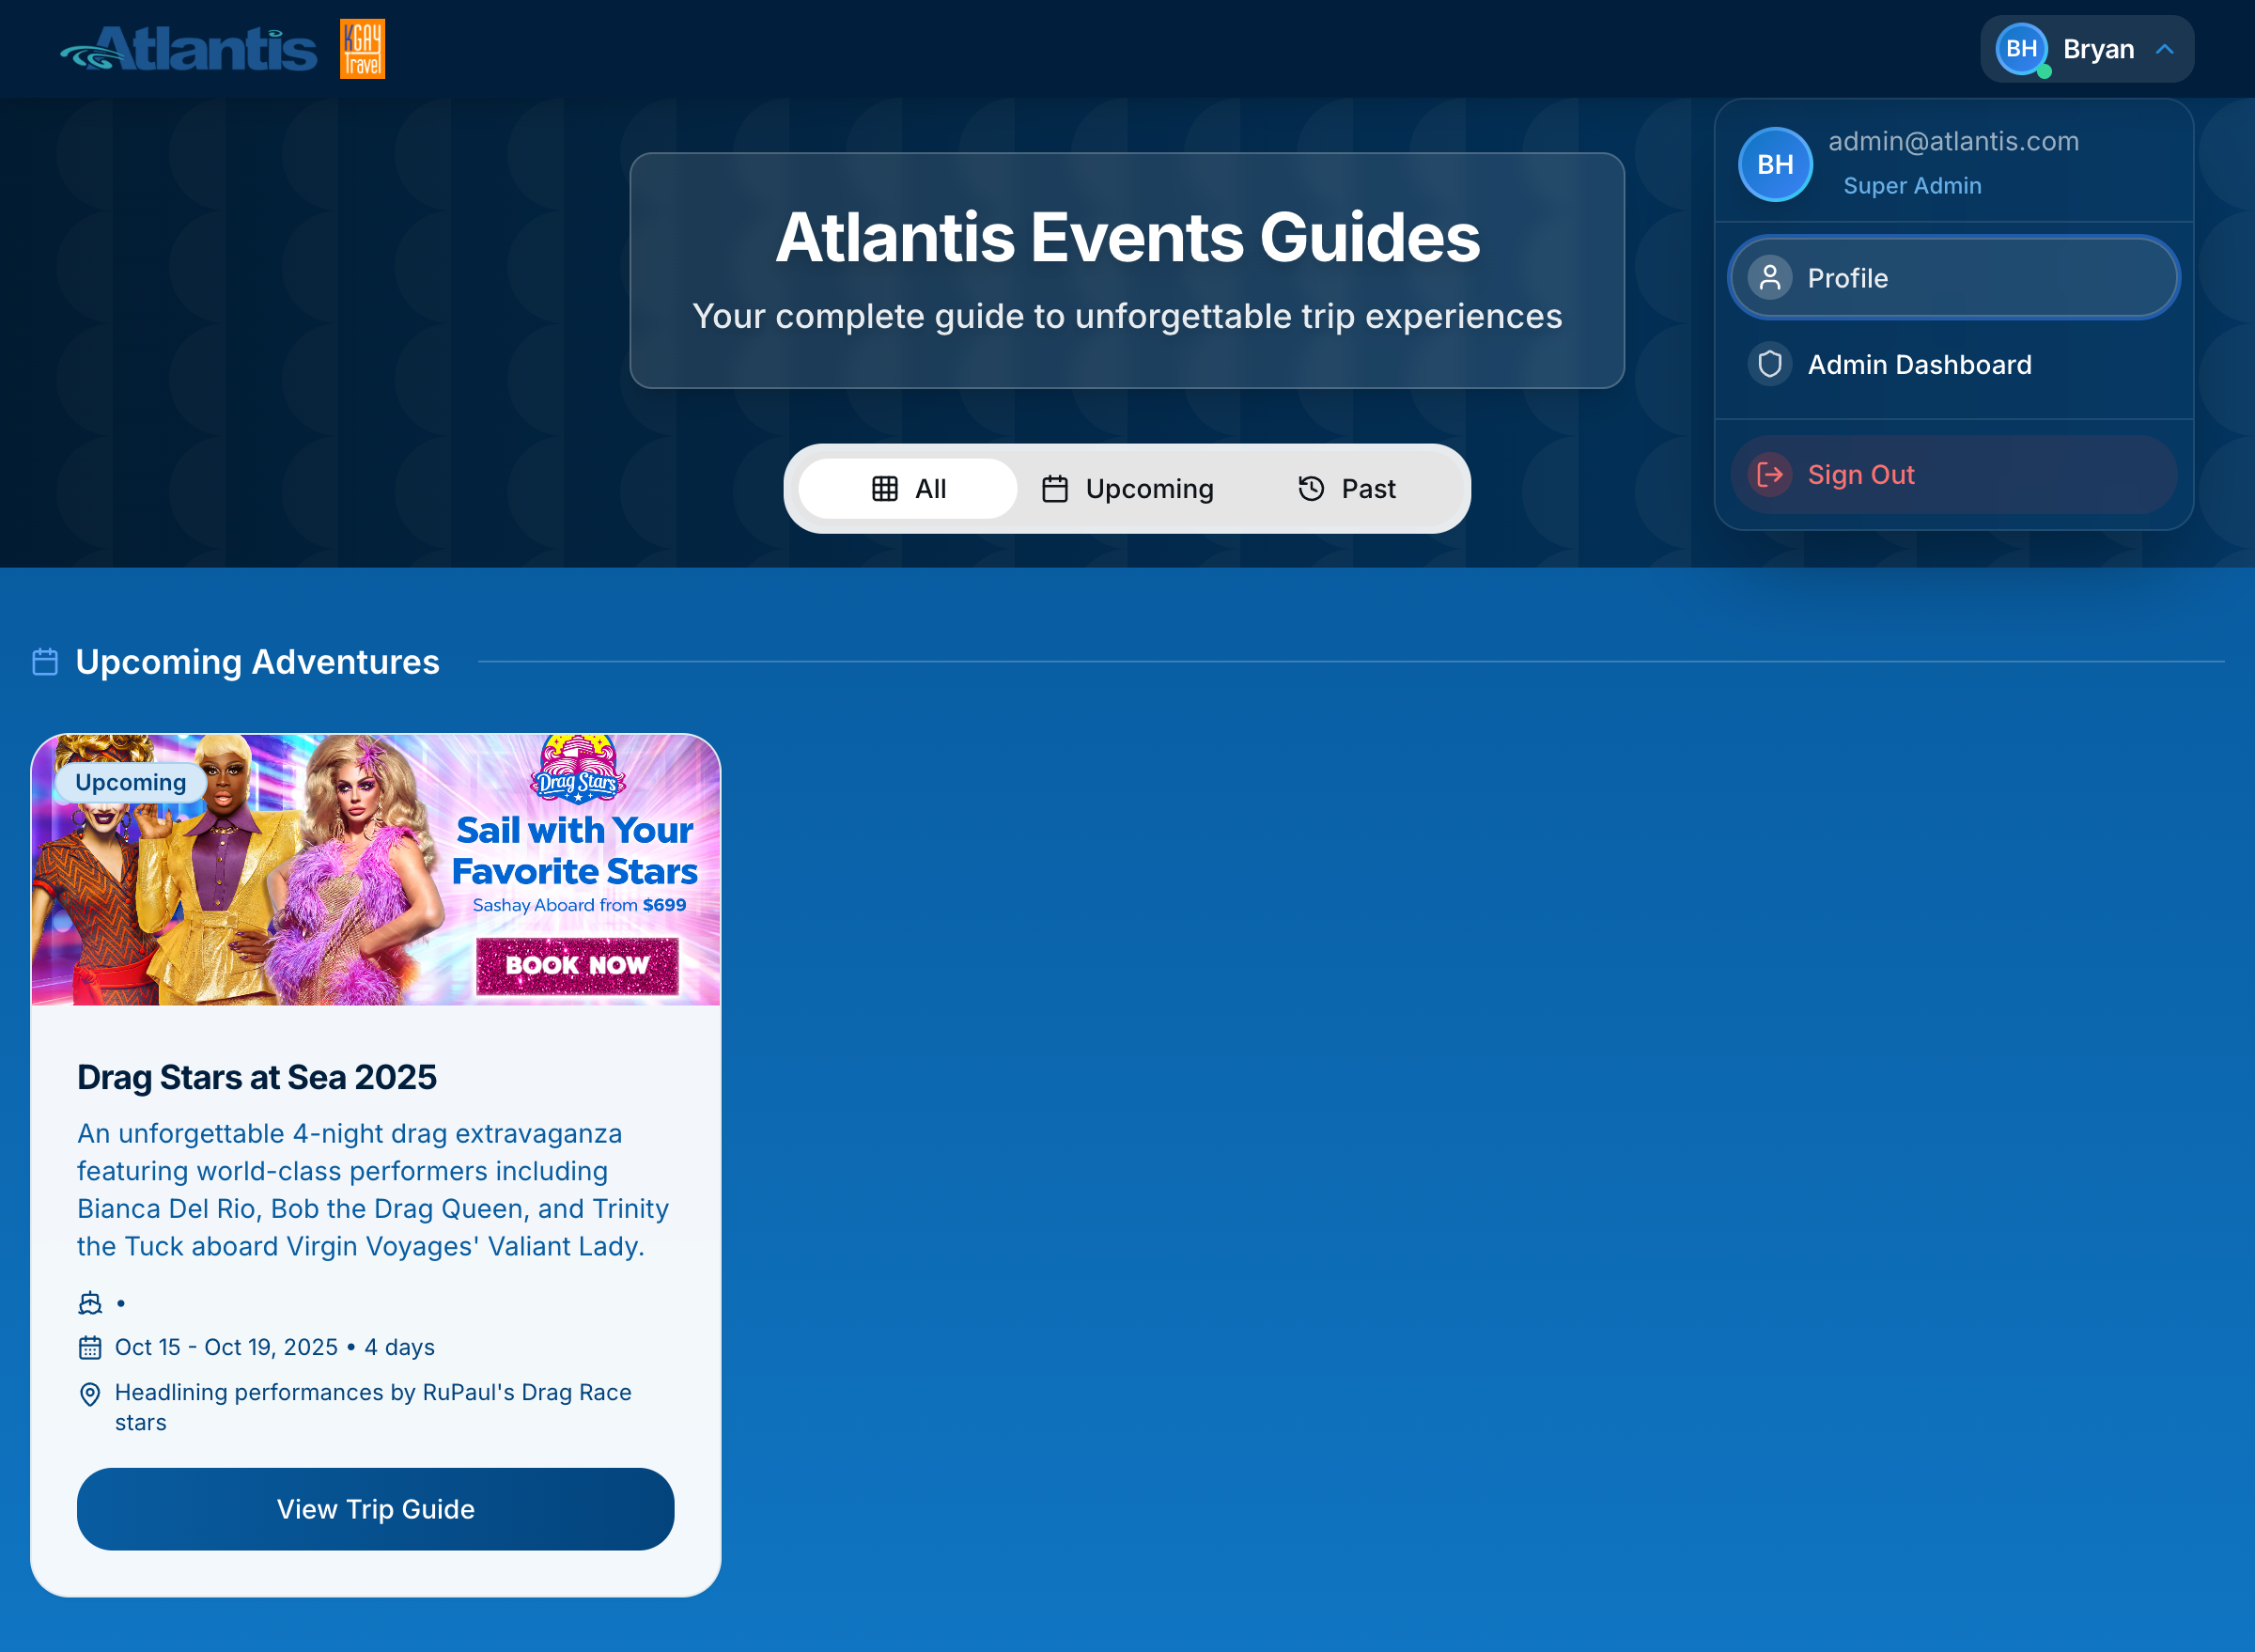 Atlantis
KGAY
Travel
BH Bryan
BH
admin@atlantis.com
Super Admin
Profile
Admin Dashboard
Sign Out
Atlantis Events Guides
Your complete guide to unforgettable trip experiences
All Upcoming Past
Upcoming Adventures
Upcoming
Drag Stars
Sail with Your
Favorite Stars
Sashay Aboard from $699
BOOK NOW
Drag Stars at Sea 2025
An unforgettable 4-night drag extravaganza
featuring world-class performers including
Bianca Del Rio, Bob the Drag Queen, and Trinity
the Tuck aboard Virgin Voyages' Valiant Lady.
•
Oct 15 - Oct 19, 2025 • 4 days
Headlining performances by RuPaul's Drag Race
stars
View Trip Guide